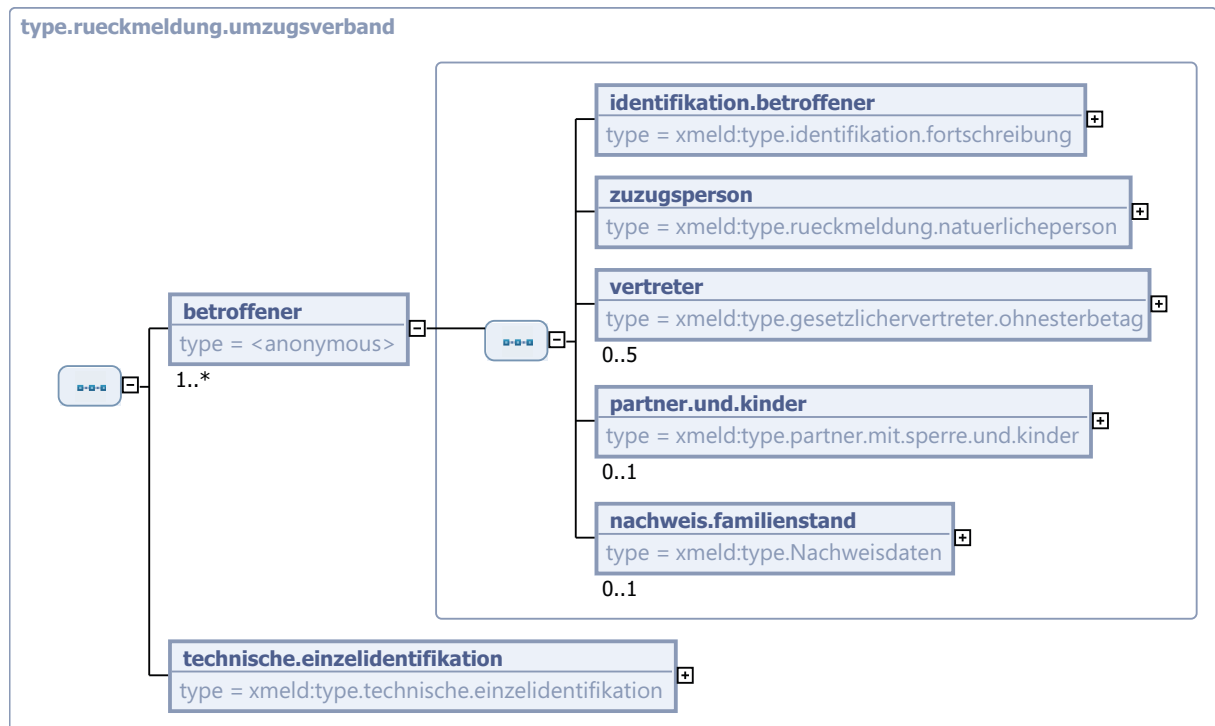 type.rueckmeldung.umzugsverband
identifikation.betroffener
type = xmeld:type.identifikation.fortschreibung
zuzugsperson
type = xmeld:type.rueckmeldung.natuerlicheperson
vertreter
type = xmeld:type.gesetzlichervertreter.ohnesterbetag
0..5
betroffener
type = <anonymous>
1..*
partner.und.kinder
type = xmeld:type.partner.mit.sperre.und.kinder
0..1
nachweis.familienstand
type = xmeld:type.Nachweisdaten
0..1
technische.einzelidentifikation
type = xmeld:type.technische.einzelidentifikation